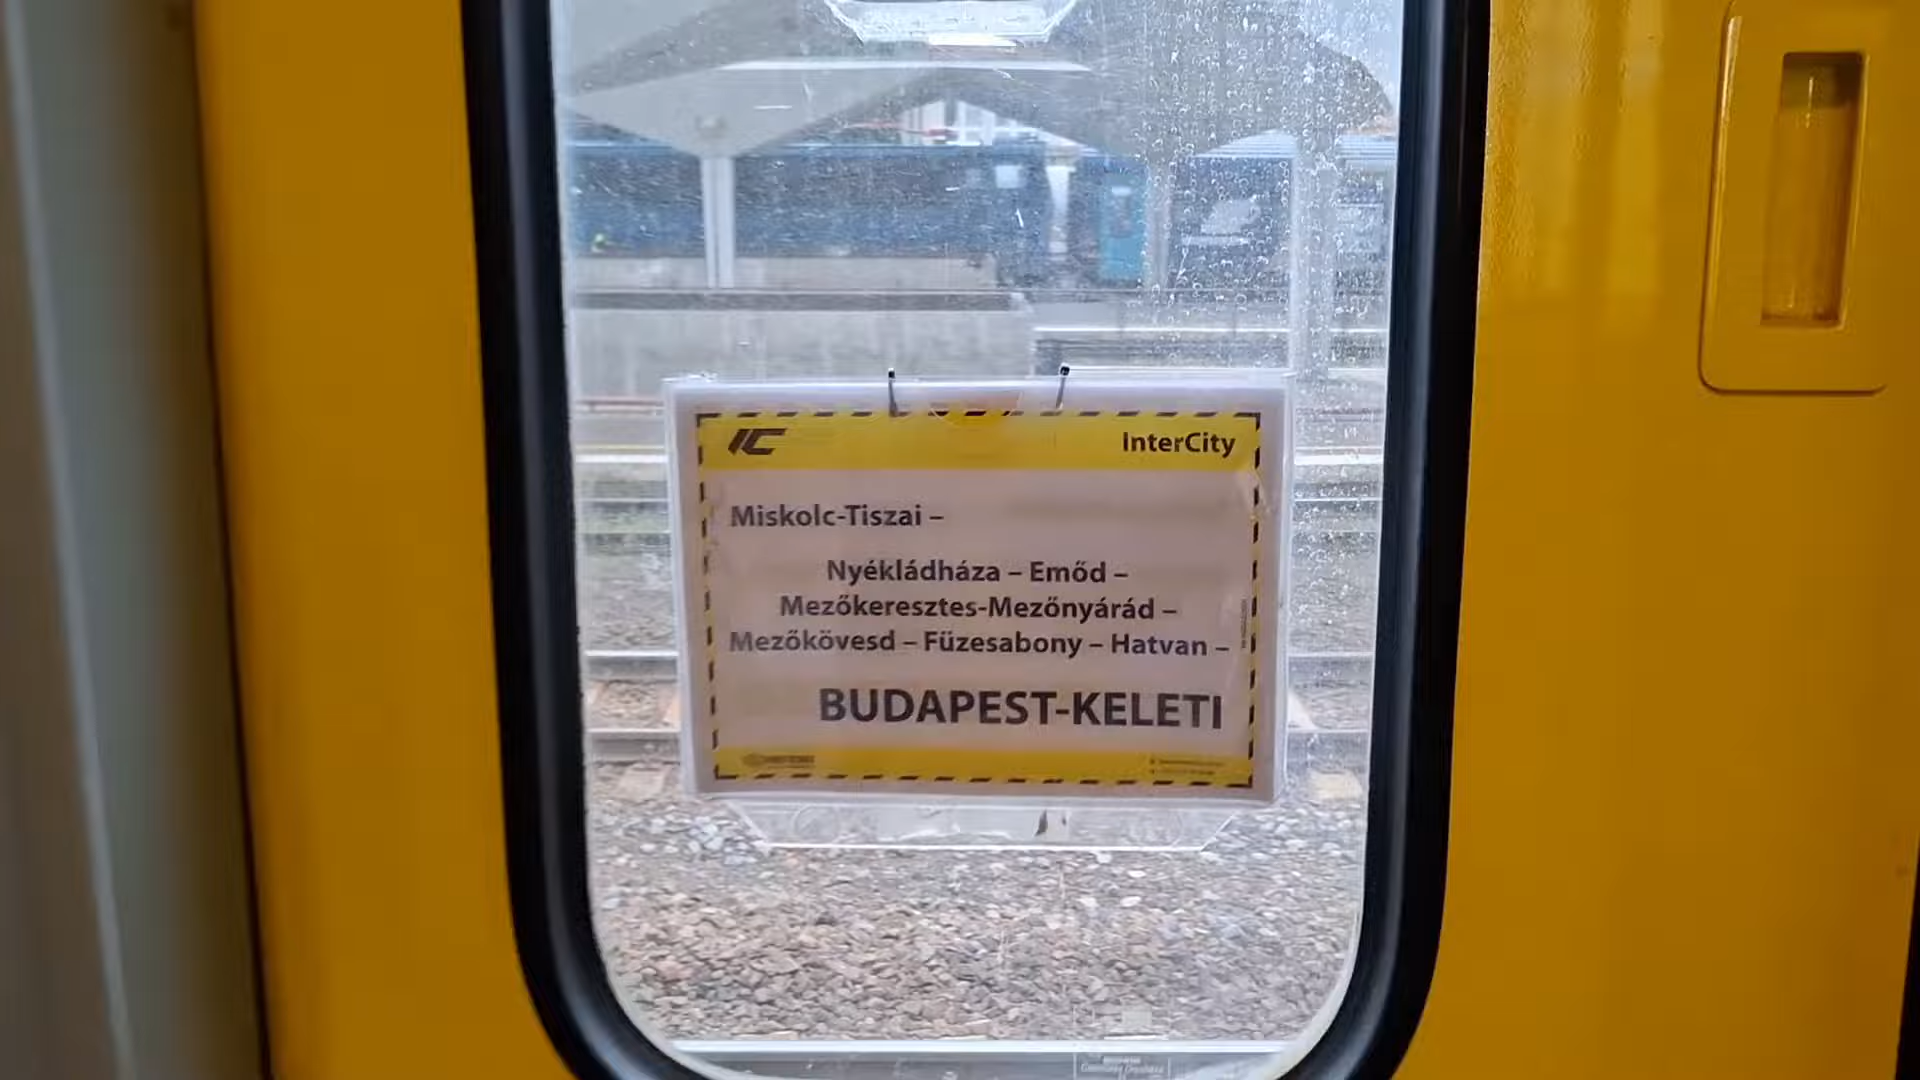 IC
InterCity
Miskolc-Tiszai –
Nyékládháza – Emőd –
Mezőkeresztes-Mezőnyárád –
Mezőkövesd – Füzesabony – Hatvan –
BUDAPEST-KELETI